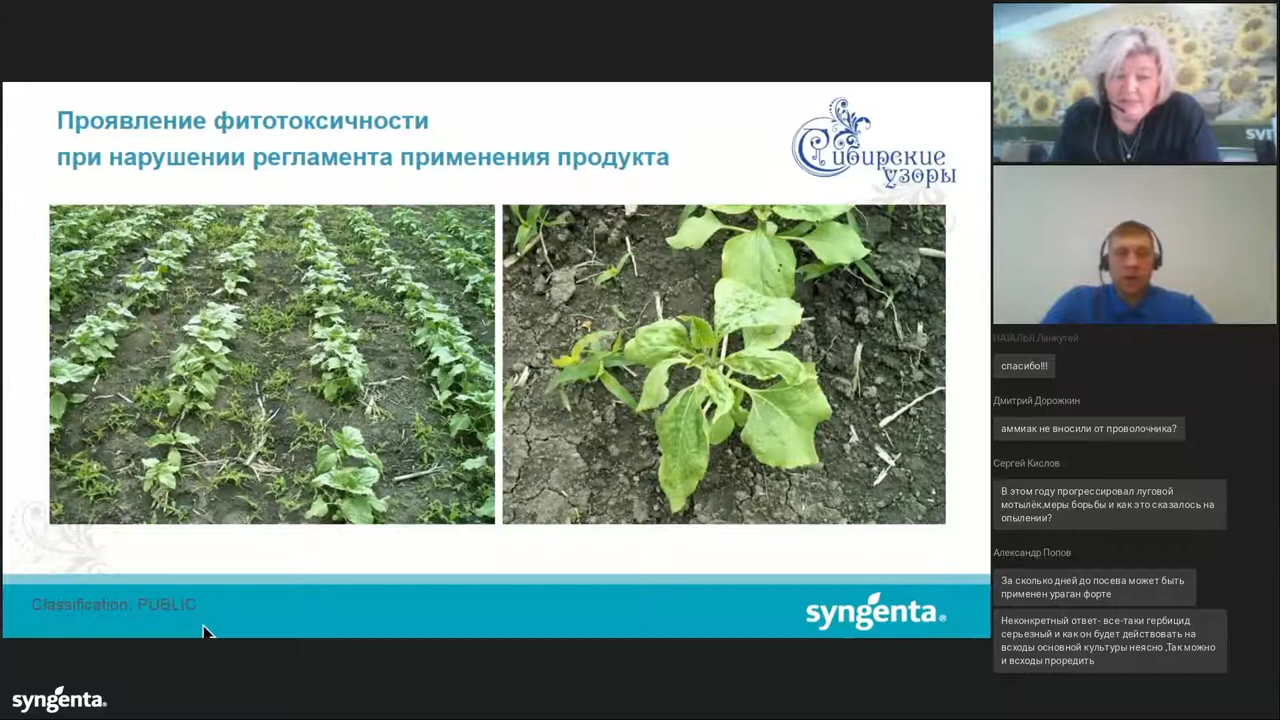 Проявление фитотоксичности
при нарушении регламента применения продукта
Сибирские
узоры
Classification: PUBLIC
syngenta®
syngenta®
НАТАЛЬЯ Ланкутей
спасибо!!!
Дмитрий Дорожкин
аммиак не вносили от проволочника?
Сергей Кислов
В этом году прогрессировал луговой
мотылёк,меры борьбы и как это сказалось на
опылении?
Александр Попов
За сколько дней до посева может быть
применен ураган форте
Неконкретный ответ- все-таки гербицид
серьезный и как он будет действовать на
всходы основной культуры неясно ,Так можно
и всходы проредить